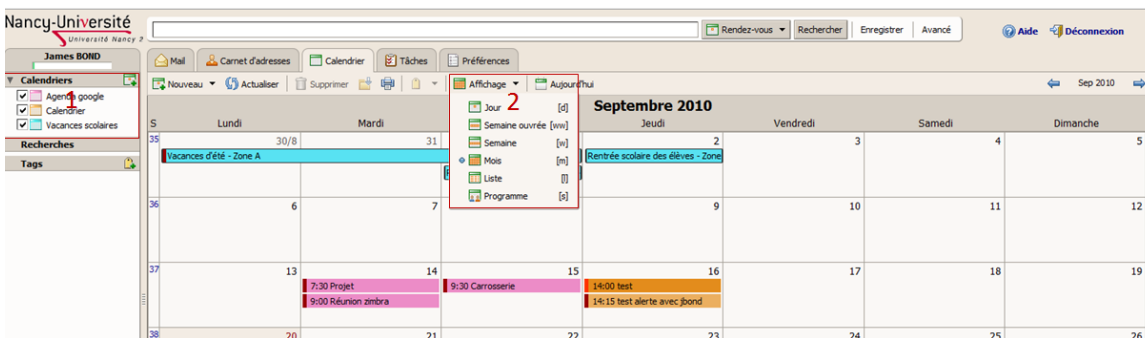 Nancy-Université
Université Nancy 2
Rendez-vous Rechercher Enregistrer Avancé Aide Déconnexion
James BOND
Mail Carnet d'adresses Calendrier Tâches Préférences
Calendriers
Agenda google
1
Calendrier
Vacances scolaires
Recherches
Tags
Nouveau Actualiser Supprimer Affichage Aujourd'hui Sep 2010
2
Jour [d]
Semaine ouvrée [ww]
Semaine [w]
Mois [m]
Liste [l]
Programme [s]
Septembre 2010
S Lundi Mardi Jeudi Vendredi Samedi Dimanche
35 30/8 31 2 3 4 5
Vacances d'été - Zone A Rentrée scolaire des élèves - Zone
36 6 7 9 10 11 12
37 13 14 15 16 17 18 19
7:30 Projet 9:30 Carrosserie 14:00 test
9:00 Réunion zimbra 14:15 test alerte avec jbond
38 20 21 22 23 24 25 26